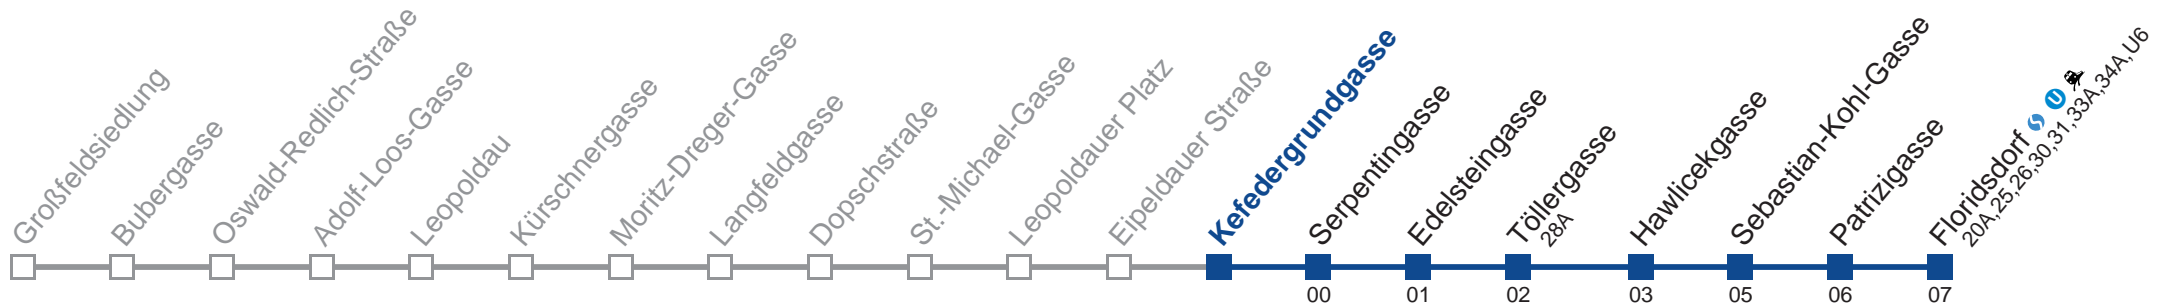 Großfeldsiedlung
Bubergasse
Oswald-Redlich-Straße
Adolf-Loos-Gasse
Leopoldau
Kürschnergasse
Moritz-Dreger-Gasse
Langfeldgasse
Dopschstraße
St.-Michael-Gasse
Leopoldauer Platz
Eipeldauer Straße
Kefedergrundgasse
Serpentingasse
Edelsteingasse
Töllergasse
28A
Hawlicekgasse
Sebastian-Kohl-Gasse
Patrizigasse
Floridsdorf S U
20A,25,26,30,31,33A,34A,U6
00 01 02 03 05 06 07